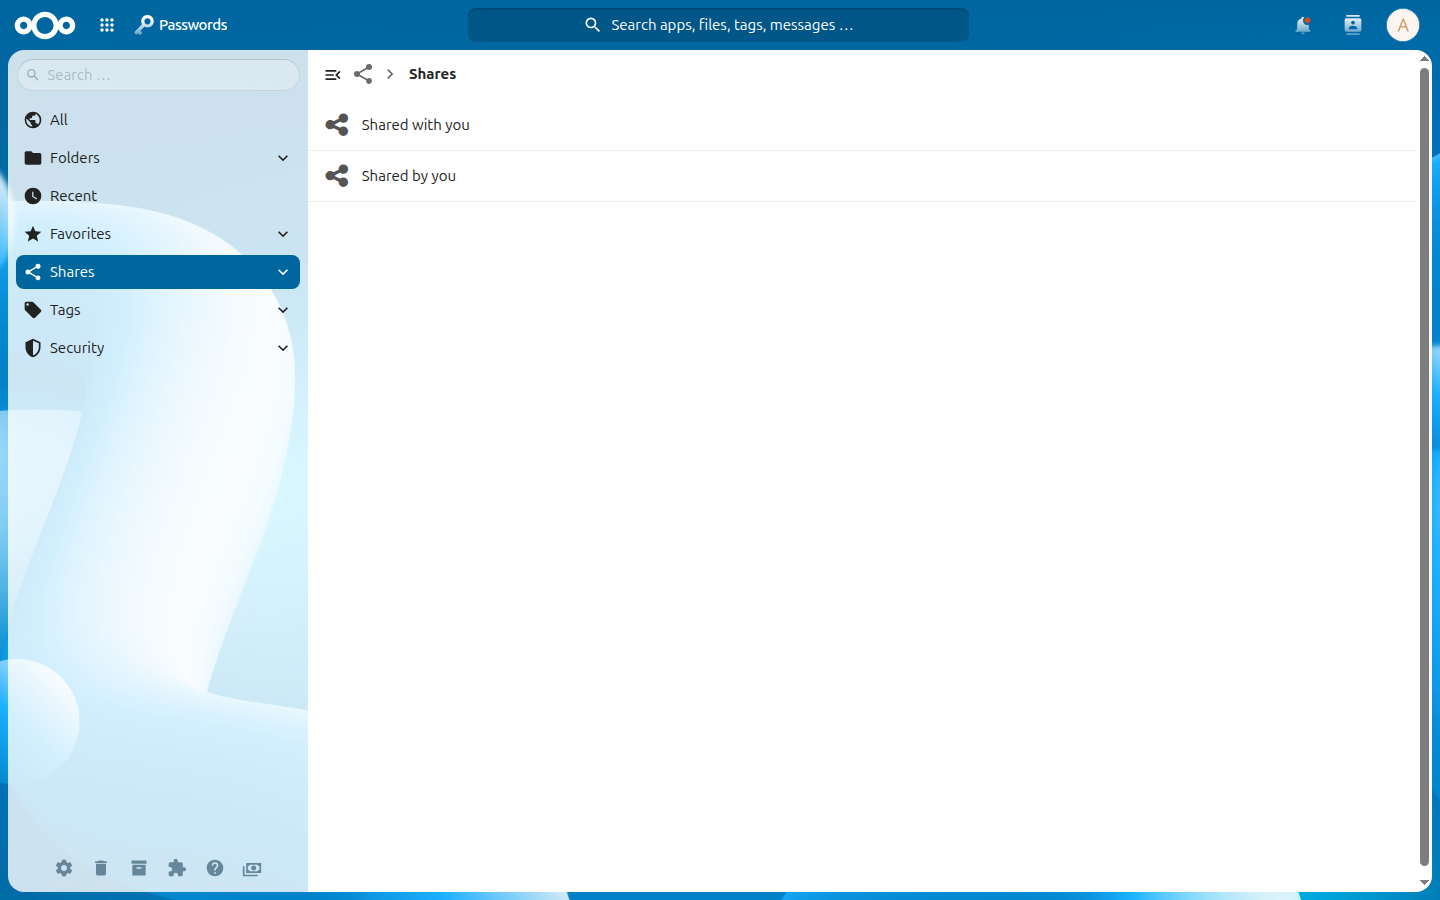 Passwords
Search apps, files, tags, messages ...
A
Search ...
All
Folders
Recent
Favorites
Shares
Tags
Security
Shares
Shared with you
Shared by you